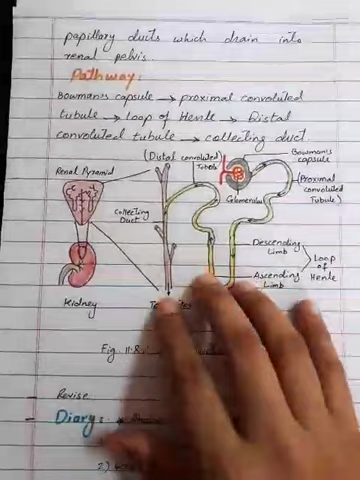 papillary ducts which drain into
renal pelvis.
Pathway:
Bowman's capsule → proximal convoluted
tubule → loop of Henle → Distal
convoluted tubule → collecting duct
(Distal convoluted)
Tubule
Bowman's
capsule
Renal Pyramid
Glomerulus
(Proximal
convoluted
Tubule)
Collecting
Duct
Descending
Limb
Loop
of
Henle
Ascending
Limb
Kidney
Fig. 11.8:
Revise
Diary:
2)